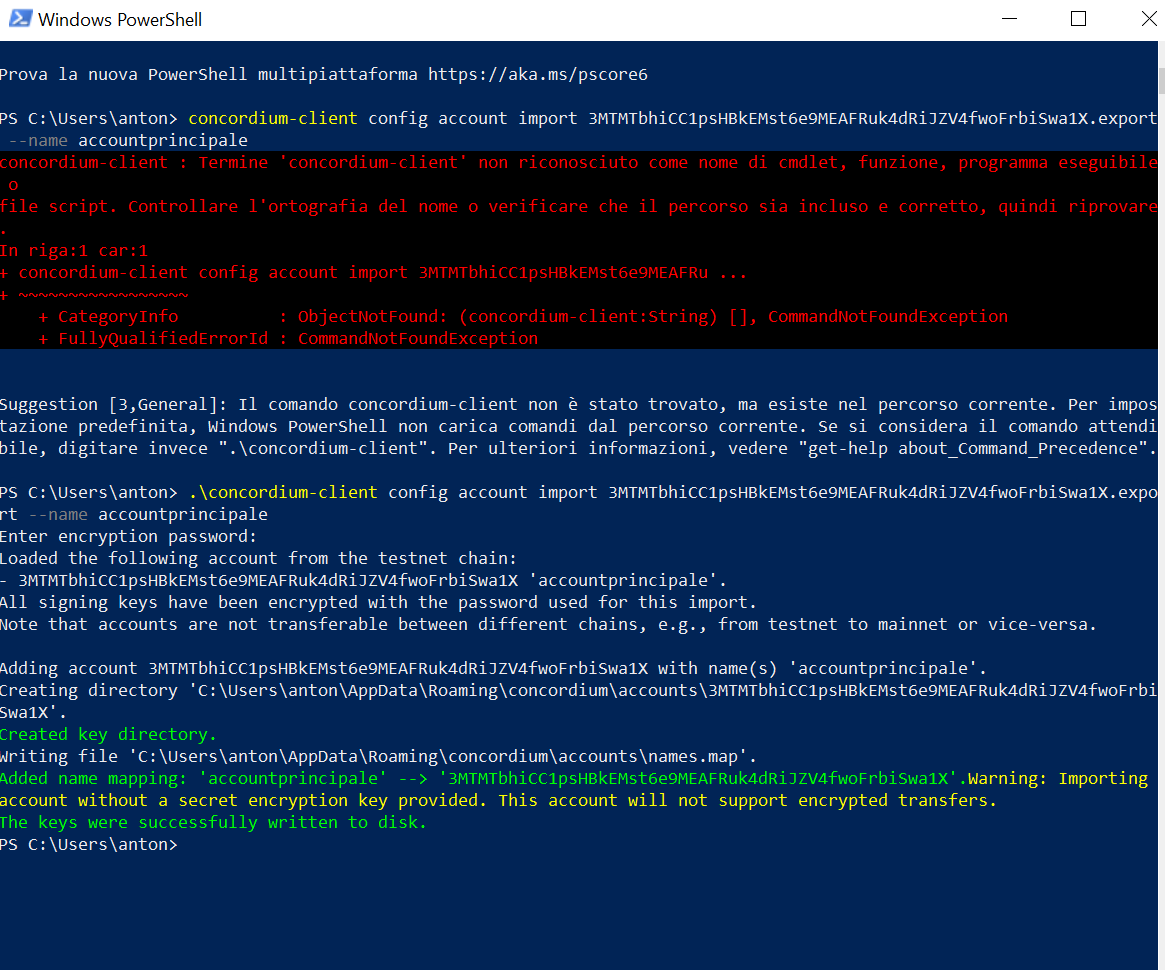 Windows PowerShell
Prova la nuova PowerShell multipiattaforma https://aka.ms/pscore6
PS C:\Users\anton> concordium-client config account import 3MTMTbhiCC1psHBkEMst6e9MEAFRuk4dRiJZV4fwoFrbiSwa1X.export
--name accountprincipale
concordium-client : Termine 'concordium-client' non riconosciuto come nome di cmdlet, funzione, programma eseguibile
o
file script. Controllare l'ortografia del nome o verificare che il percorso sia incluso e corretto, quindi riprovare
.
In riga:1 car:1
+ concordium-client config account import 3MTMTbhiCC1psHBkEMst6e9MEAFRu ...
+ ~~~~~~~~~~~~~~~~~
+ CategoryInfo : ObjectNotFound: (concordium-client:String) [], CommandNotFoundException
+ FullyQualifiedErrorId : CommandNotFoundException
Suggestion [3,General]: Il comando concordium-client non è stato trovato, ma esiste nel percorso corrente. Per impos
tazione predefinita, Windows PowerShell non carica comandi dal percorso corrente. Se si considera il comando attendi
bile, digitare invece ".\concordium-client". Per ulteriori informazioni, vedere "get-help about_Command_Precedence".
PS C:\Users\anton> .\concordium-client config account import 3MTMTbhiCC1psHBkEMst6e9MEAFRuk4dRiJZV4fwoFrbiSwa1X.expo
rt --name accountprincipale
Enter encryption password:
Loaded the following account from the testnet chain:
- 3MTMTbhiCC1psHBkEMst6e9MEAFRuk4dRiJZV4fwoFrbiSwa1X 'accountprincipale'.
All signing keys have been encrypted with the password used for this import.
Note that accounts are not transferable between different chains, e.g., from testnet to mainnet or vice-versa.
Adding account 3MTMTbhiCC1psHBkEMst6e9MEAFRuk4dRiJZV4fwoFrbiSwa1X with name(s) 'accountprincipale'.
Creating directory 'C:\Users\anton\AppData\Roaming\concordium\accounts\3MTMTbhiCC1psHBkEMst6e9MEAFRuk4dRiJZV4fwoFrbi
Swa1X'.
Created key directory.
Writing file 'C:\Users\anton\AppData\Roaming\concordium\accounts\names.map'.
Added name mapping: 'accountprincipale' --> '3MTMTbhiCC1psHBkEMst6e9MEAFRuk4dRiJZV4fwoFrbiSwa1X'.Warning: Importing
account without a secret encryption key provided. This account will not support encrypted transfers.
The keys were successfully written to disk.
PS C:\Users\anton>